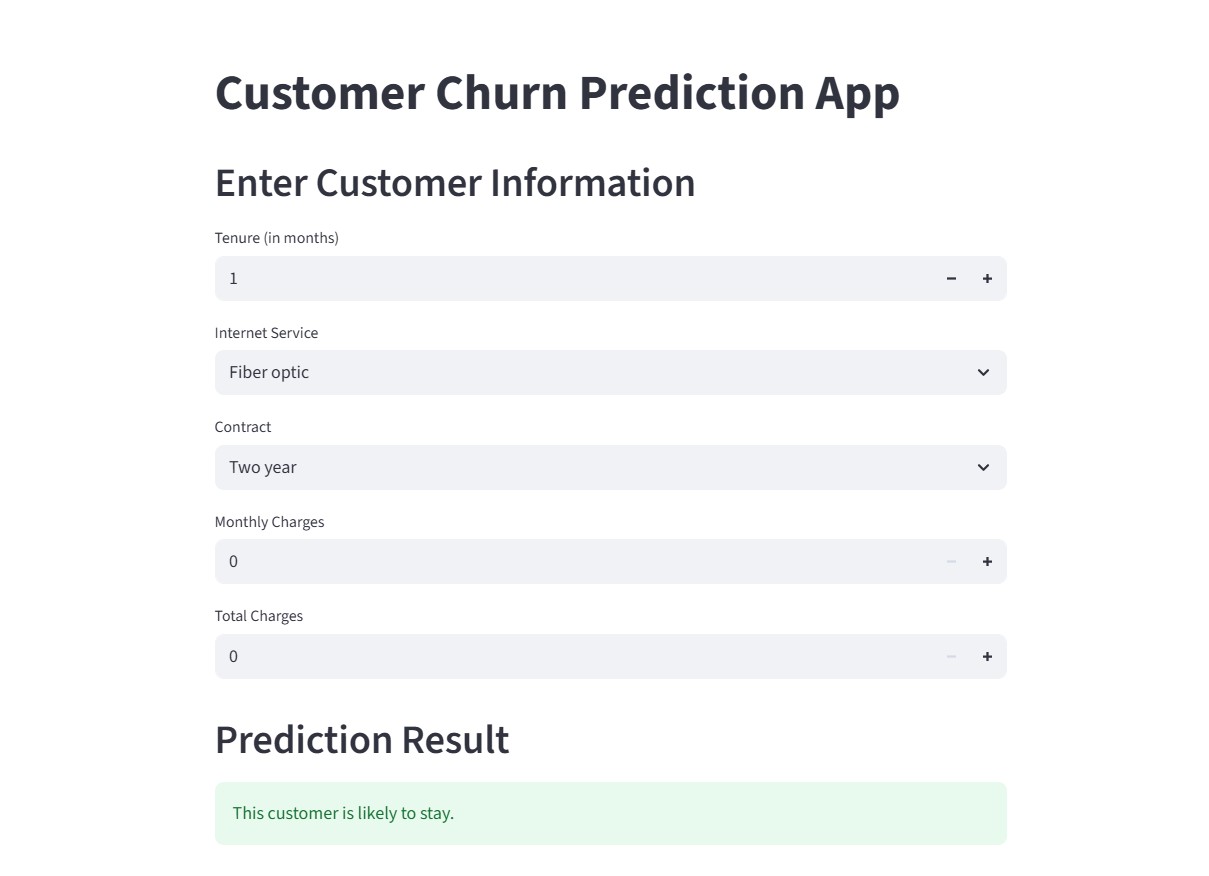 Customer Churn Prediction App
Enter Customer Information
Tenure (in months)
1
Internet Service
Fiber optic
Contract
Two year
Monthly Charges
0
Total Charges
0
Prediction Result
This customer is likely to stay.